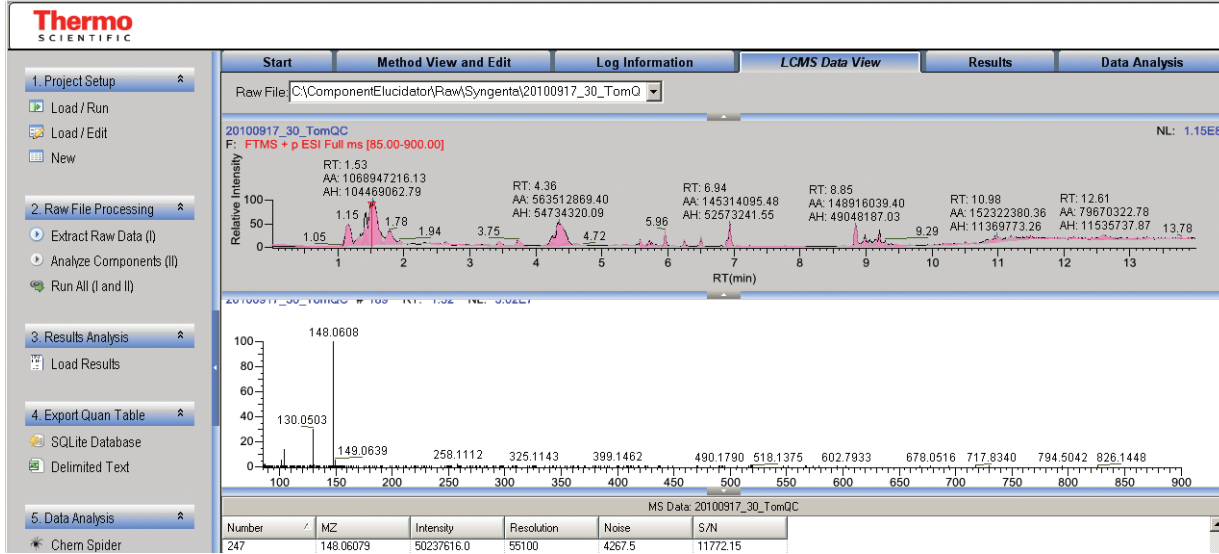 Thermo
SCIENTIFIC
Start
Method View and Edit
Log Information
LCMS Data View
Results
Data Analysis
1. Project Setup
Load / Run
Load / Edit
New
2. Raw File Processing
Extract Raw Data (I)
Analyze Components (II)
Run All (I and II)
3. Results Analysis
Load Results
4. Export Quan Table
SQLite Database
Delimited Text
5. Data Analysis
Chem Spider
Raw File: C:\ComponentElucidator\Raw\Syngenta\20100917_30_TomQ
20100917_30_TomQC
NL: 1.15E8
F: FTMS + p ESI Full ms [85.00-900.00]
Relative Intensity
100
50
0
RT: 1.53
AA: 1068947216.13
AH: 104469062.79
RT: 4.36
AA: 563512869.40
AH: 54734320.09
RT: 6.94
AA: 145314095.48
AH: 52573241.55
RT: 8.85
AA: 148916039.40
AH: 49048187.03
RT: 10.98
AA: 152322380.36
AH: 11369773.26
RT: 12.61
AA: 79670322.78
AH: 11535737.87
1.05
1.15
1.78
1.94
3.75
4.72
5.96
9.29
13.78
1 2 3 4 5 6 7 8 9 10 11 12 13
RT(min)
20100917_30_TomQC # 189 RT: 1.52 NL: 5.02E7
100
80
60
40
20
0
148.0608
130.0503
149.0639
258.1112
325.1143
399.1462
490.1790
518.1375
602.7933
678.0516
717.8340
794.5042
826.1448
100 150 200 250 300 350 400 450 500 550 600 650 700 750 800 850 900
MS Data: 20100917_30_TomQC
Number MZ Intensity Resolution Noise S/N
247 148.06079 50237616.0 55100 4267.5 11772.15